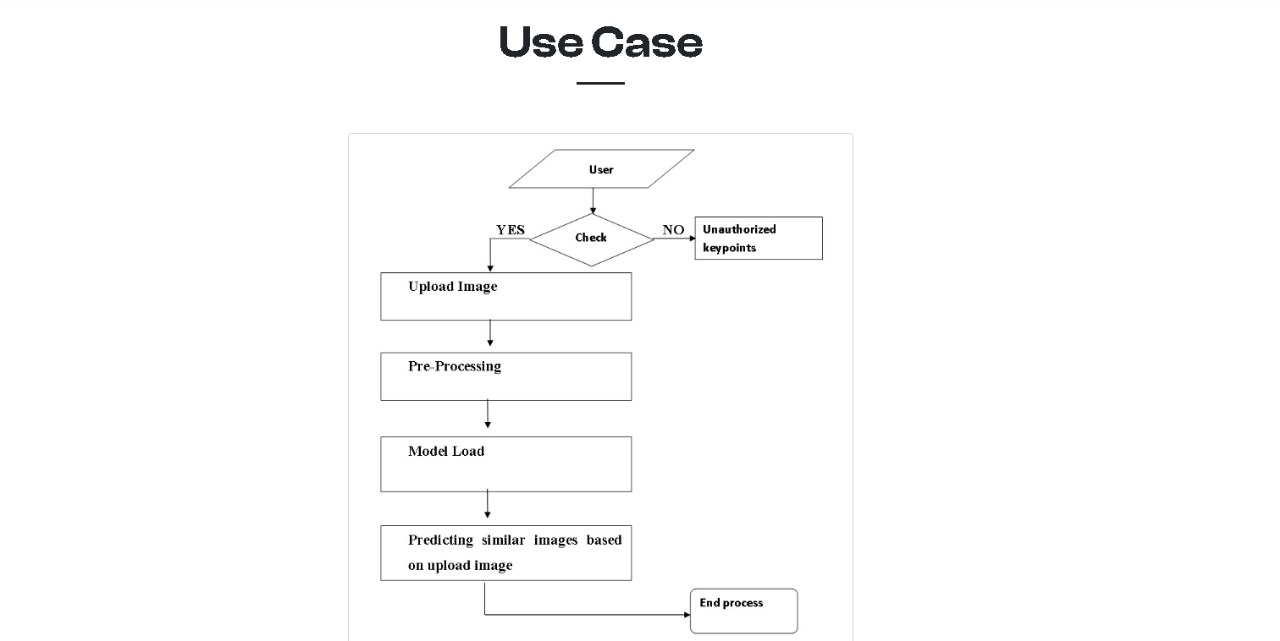 Use Case
User
YES
Check
NO
Unauthorized
keypoints
Upload Image
Pre-Processing
Model Load
Predicting similar images based
on upload image
End process